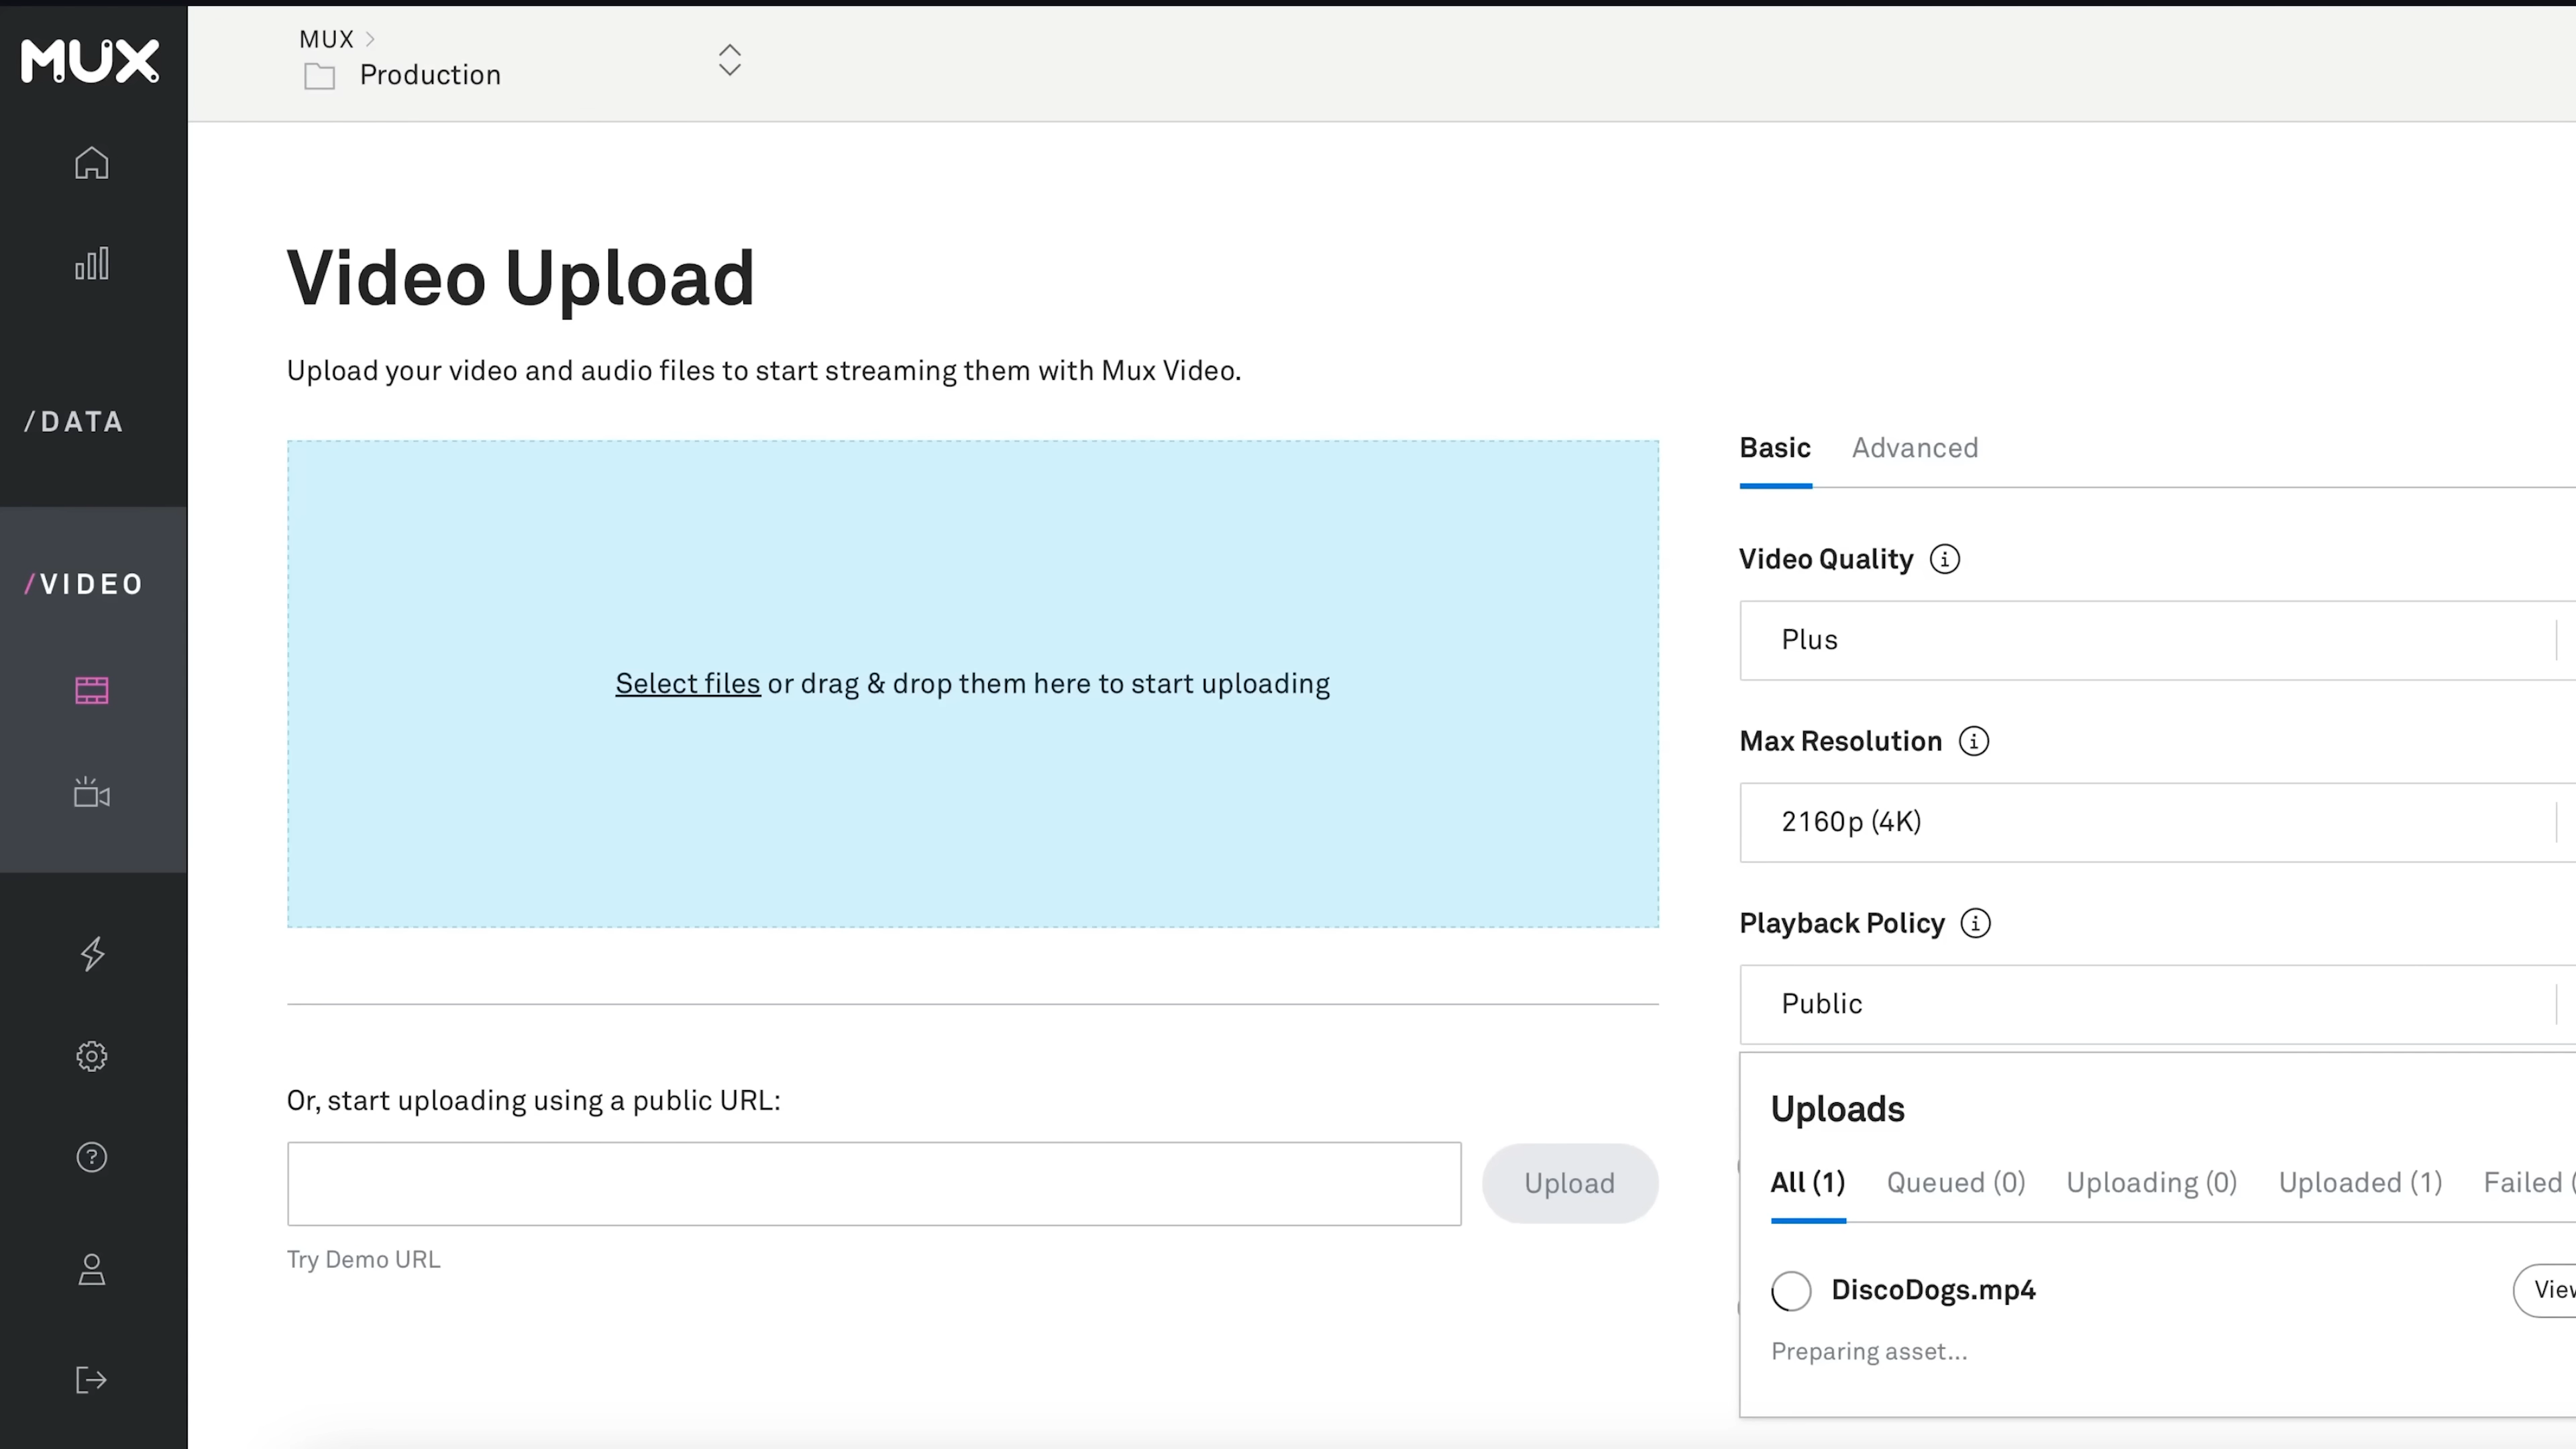 MUX
MUX
Production
/DATA
/VIDEO
Video Upload
Upload your video and audio files to start streaming them with Mux Video.
Select files or drag & drop them here to start uploading
Or, start uploading using a public URL:
Upload
Try Demo URL
Basic Advanced
Video Quality
Plus
Max Resolution
2160p (4K)
Playback Policy
Public
Uploads
All (1) Queued (0) Uploading (0) Uploaded (1) Failed
DiscoDogs.mp4
Preparing asset...